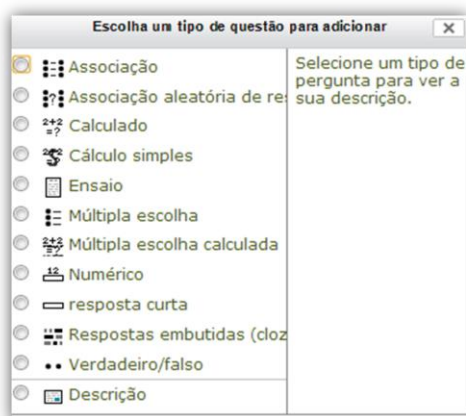 Escolha um tipo de questão para adicionar
Associação
Associação aleatória de re
Calculado
Cálculo simples
Ensaio
Múltipla escolha
Múltipla escolha calculada
Numérico
resposta curta
Respostas embutidas (cloz
Verdadeiro/falso
Descrição
Selecione um tipo de
pergunta para ver a
sua descrição.